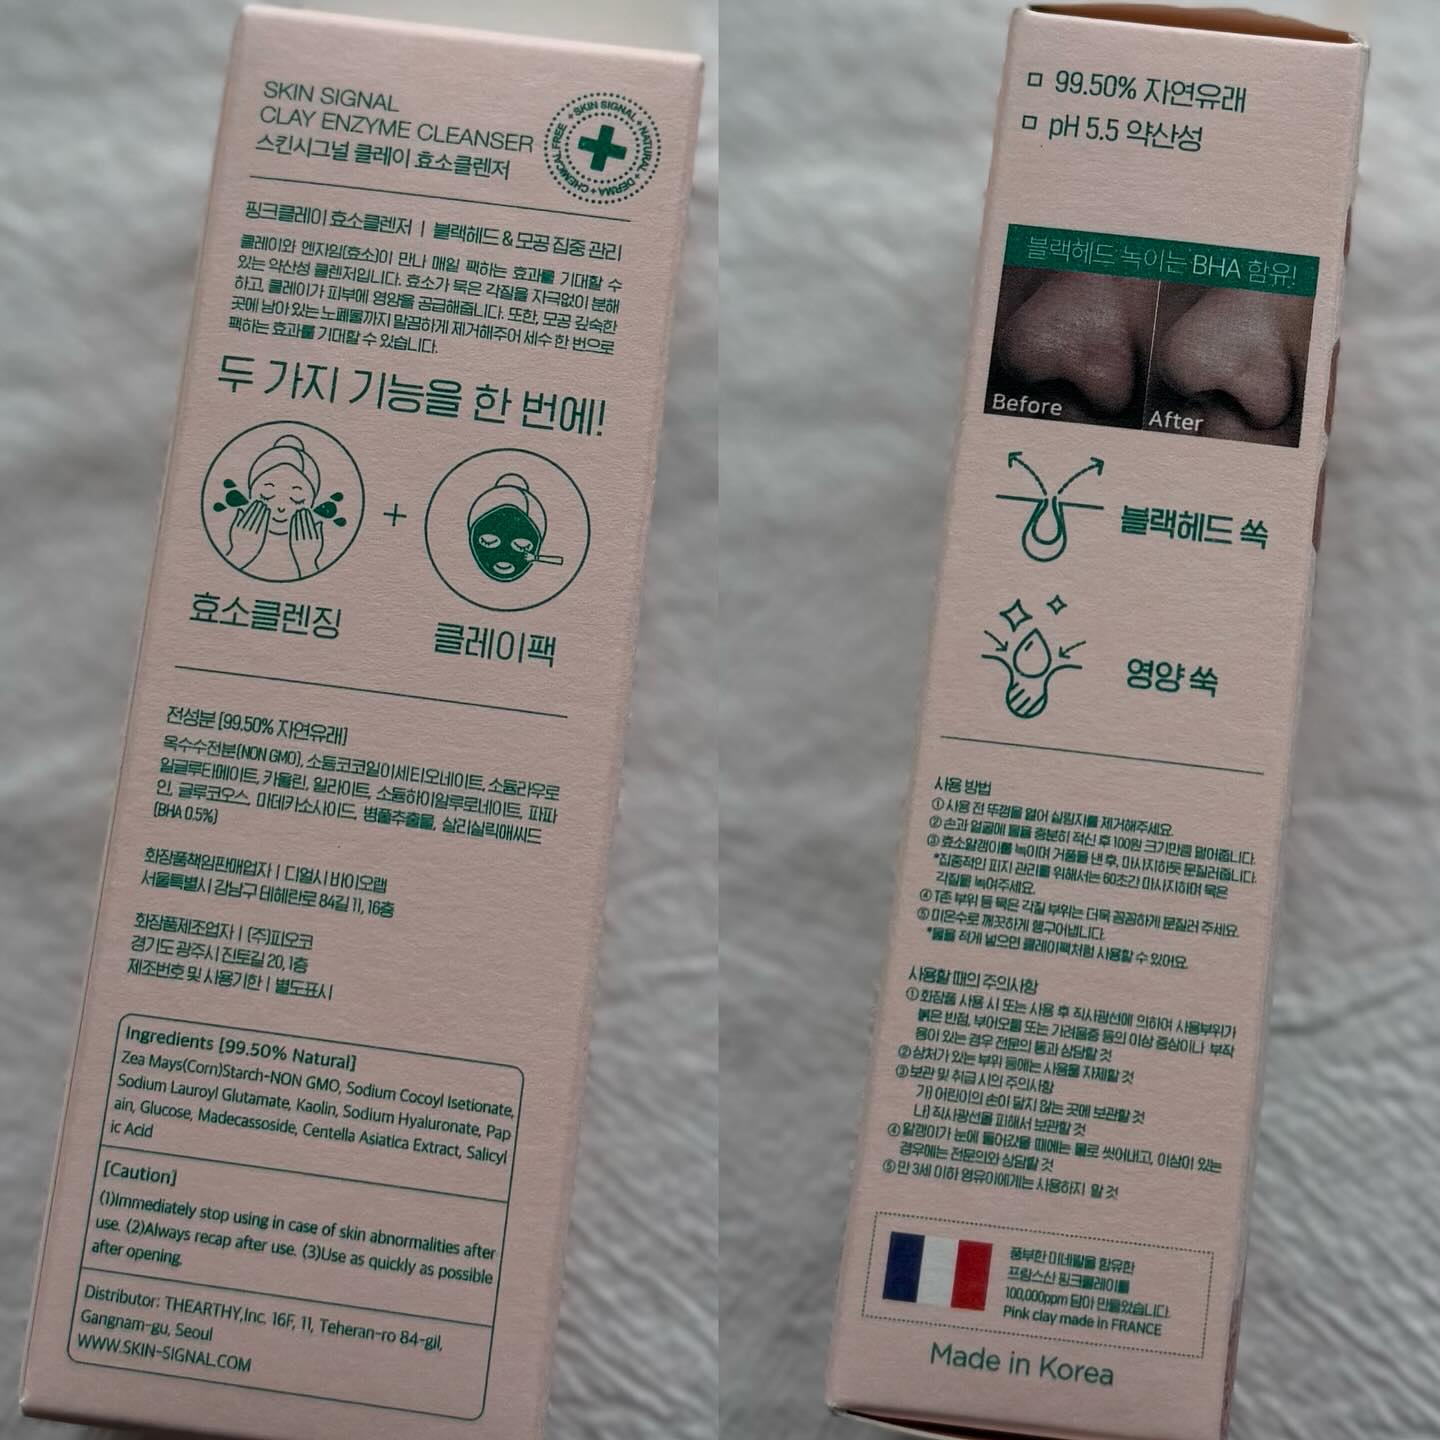 SKIN SIGNAL
CLAY ENZYME CLEANSER
스킨시그널 클레이 효소클렌저
SKIN SIGNAL + NATURAL + DERMA + CHEMICAL FREE +
핑크클레이 효소클렌저 | 블랙헤드 & 모공 집중 관리
클레이와 엔자임(효소)이 만나 매일 팩하는 효과를 기대할 수
있는 약산성 클렌저입니다. 효소가 묵은 각질을 자극없이 분해
하고, 클레이가 피부에 영양을 공급해줍니다. 또한, 모공 깊숙한
곳에 남아 있는 노폐물까지 말끔하게 제거해주어 세수 한 번으로
팩하는 효과를 기대할 수 있습니다.
두 가지 기능을 한 번에!
+
효소클렌징
클레이팩
전성분 [99.50% 자연유래]
옥수수전분(NON GMO), 소듐코코일이세티오네이트, 소듐라우로
일글루타메이트, 카올린, 일라이트, 소듐하이알루로네이트, 파파
인, 글루코오스, 마데카소사이드, 병풀추출물, 살리실릭애씨드
(BHA 0.5%)
화장품책임판매업자 | 디얼시 바이오랩
서울특별시 강남구 테헤란로 84길 11, 16층
화장품제조업자 | (주)피오코
경기도 광주시 진토길 20, 1층
제조번호 및 사용기한 | 별도표시
Ingredients [99.50% Natural]
Zea Mays(Corn)Starch-NON GMO, Sodium Cocoyl Isetionate,
Sodium Lauroyl Glutamate, Kaolin, Sodium Hyaluronate, Pap
ain, Glucose, Madecassoside, Centella Asiatica Extract, Salicyl
ic Acid
[Caution]
(1)Immediately stop using in case of skin abnormalities after
use. (2)Always recap after use. (3)Use as quickly as possible
after opening.
Distributor: THEARTHY,Inc. 16F, 11, Teheran-ro 84-gil,
Gangnam-gu, Seoul
WWW.SKIN-SIGNAL.COM
99.50% 자연유래
pH 5.5 약산성
블랙헤드 녹이는 BHA 함유!
Before
After
블랙헤드 쏙
영양 쏙
사용 방법
① 사용 전 뚜껑을 열어 실링지를 제거해주세요.
② 손과 얼굴에 물을 충분히 적신 후 100원 크기만큼 덜어줍니다.
③ 효소알갱이를 녹이며 거품을 낸 후, 마사지하듯 문질러줍니다.
*집중적인 피지 관리를 위해서는 60초간 마사지하며 묵은
각질을 녹여주세요.
④ T존 부위 등 묵은 각질 부위는 더욱 꼼꼼하게 문질러 주세요.
⑤ 미온수로 깨끗하게 헹구어냅니다.
*물을 적게 넣으면 클레이팩처럼 사용할 수 있어요.
사용할 때의 주의사항
① 화장품 사용 시 또는 사용 후 직사광선에 의하여 사용부위가
붉은 반점, 부어오름 또는 가려움증 등의 이상 증상이나 부작
용이 있는 경우 전문의 등과 상담할 것
② 상처가 있는 부위 등에는 사용을 자제할 것
③ 보관 및 취급 시의 주의사항
가) 어린이의 손이 닿지 않는 곳에 보관할 것
나) 직사광선을 피해서 보관할 것
④ 알갱이가 눈에 들어갔을 때에는 물로 씻어내고, 이상이 있는
경우에는 전문의와 상담할 것
⑤ 만 3세 이하 영유아에게는 사용하지 말 것
풍부한 미네랄을 함유한
프랑스산 핑크클레이를
100,000ppm 담아 만들었습니다.
Pink clay made in FRANCE
Made in Korea